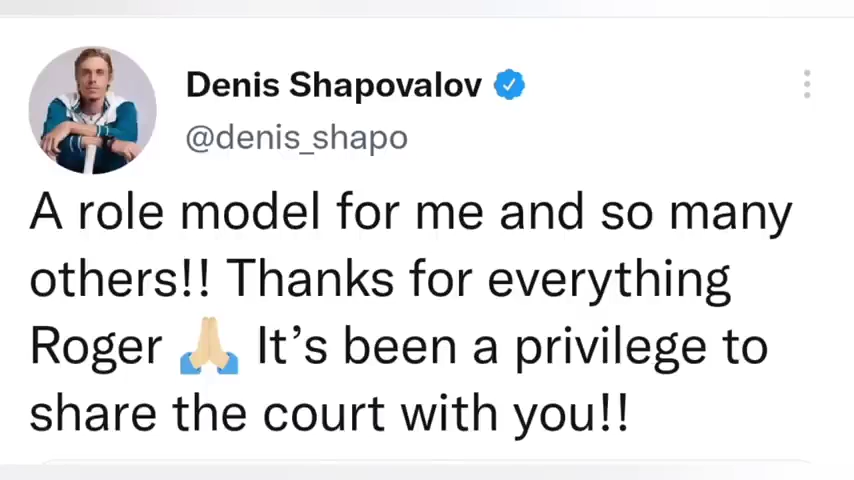 Denis Shapovalov
@denis_shapo
A role model for me and so many
others!! Thanks for everything
Roger 🙏🏼 It’s been a privilege to
share the court with you!!